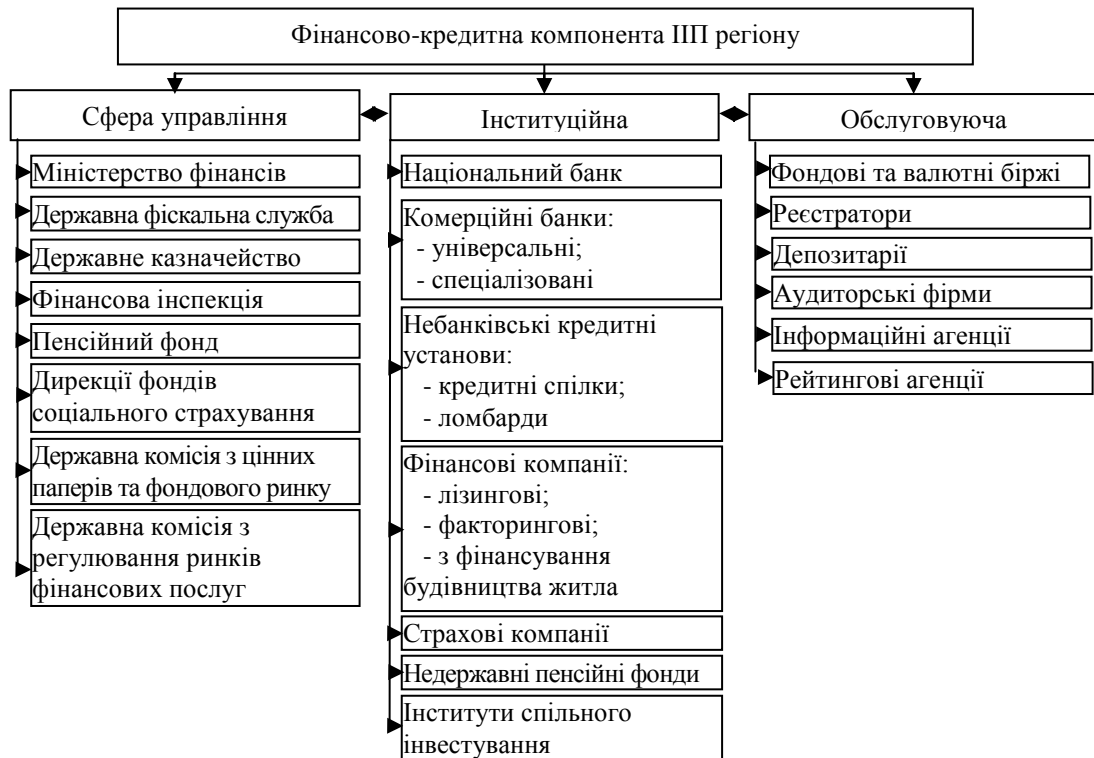 Фінансово-кредитна компонента ІІП регіону
Сфера управління
Міністерство фінансів
Державна фіскальна служба
Державне казначейство
Фінансова інспекція
Пенсійний фонд
Дирекції фондів
соціального страхування
Державна комісія з цінних
паперів та фондового ринку
Державна комісія з
регулювання ринків
фінансових послуг
Інституційна
Національний банк
Комерційні банки:
- універсальні;
- спеціалізовані
Небанківські кредитні
установи:
- кредитні спілки;
- ломбарди
Фінансові компанії:
- лізингові;
- факторингові;
- з фінансування
будівництва житла
Страхові компанії
Недержавні пенсійні фонди
Інститути спільного
інвестування
Обслуговуюча
Фондові та валютні біржі
Реєстратори
Депозитарії
Аудиторські фірми
Інформаційні агенції
Рейтингові агенції